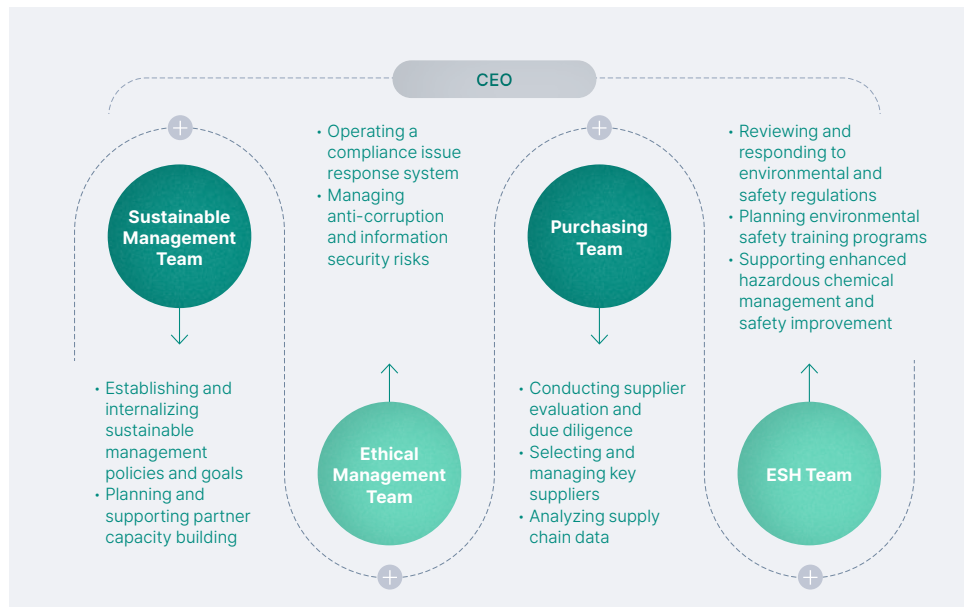 CEO
Sustainable
Management
Team
• Establishing and
internalizing
sustainable
management
policies and goals
• Planning and
supporting partner
capacity building
• Operating a
compliance issue
response system
• Managing
anti-corruption
and information
security risks
Ethical
Management
Team
Purchasing
Team
• Conducting supplier
evaluation and
due diligence
• Selecting and
managing key
suppliers
• Analyzing supply
chain data
• Reviewing and
responding to
environmental and
safety regulations
• Planning environmental
safety training programs
• Supporting enhanced
hazardous chemical
management and
safety improvement
ESH Team